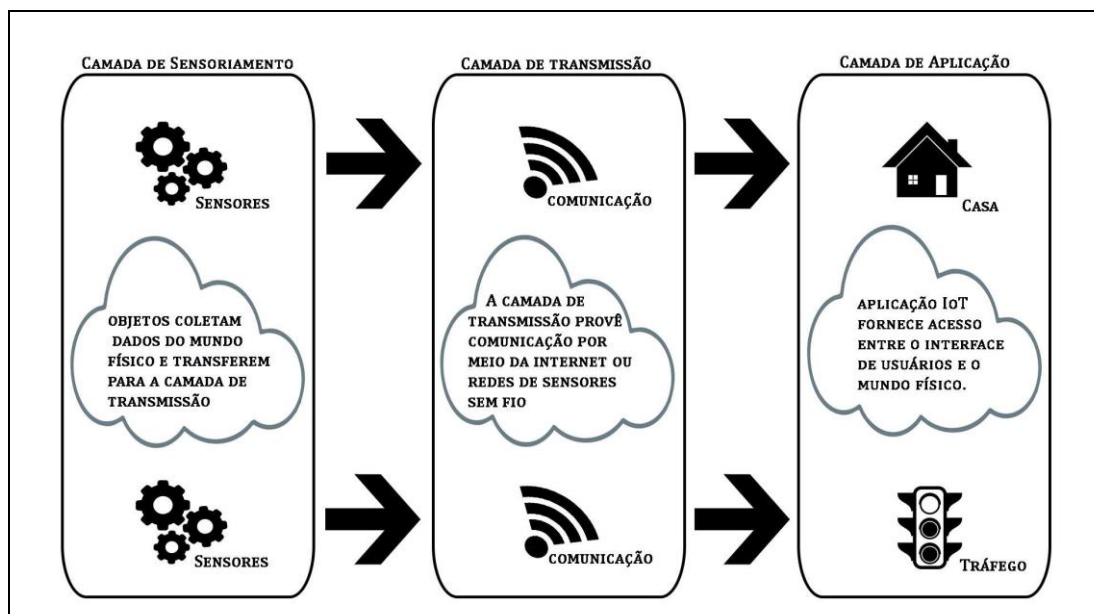 Camada de Sensoriamento
Sensores
objetos coletam
dados do mundo
físico e transferem
para a camada de
transmissão
Sensores
Camada de transmissão
comunicação
A camada de
transmissão provê
comunicação por
meio da internet ou
redes de sensores
sem fio
comunicação
Camada de Aplicação
Casa
aplicação IoT
fornece acesso
entre o interface
de usuários e o
mundo físico.
Tráfego